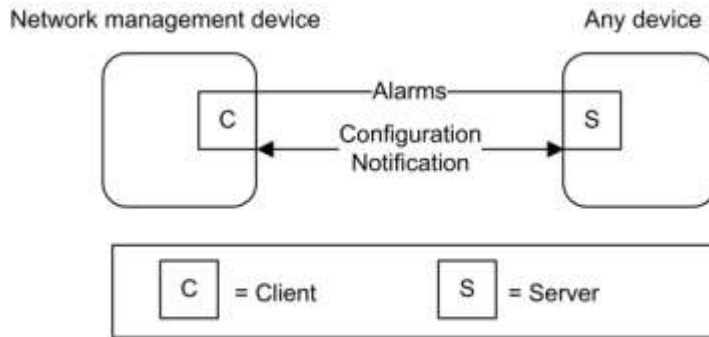 Network management device
Any device
Alarms
C
S
Configuration
Notification
C = Client
S = Server